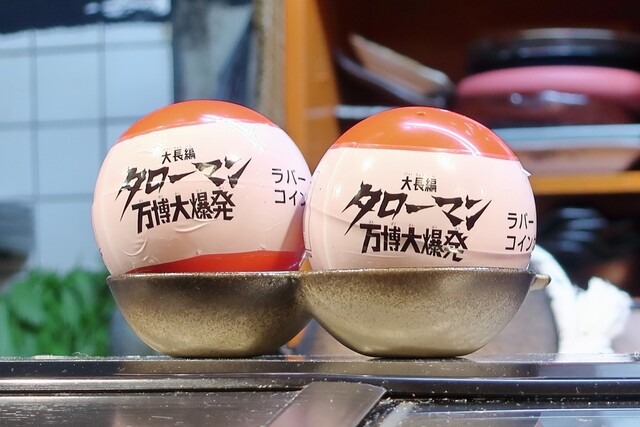 大長編
タローマン
万博大爆発
ラバー
コイン
大長編
タローマン
万博大爆発
ラバー
コイン